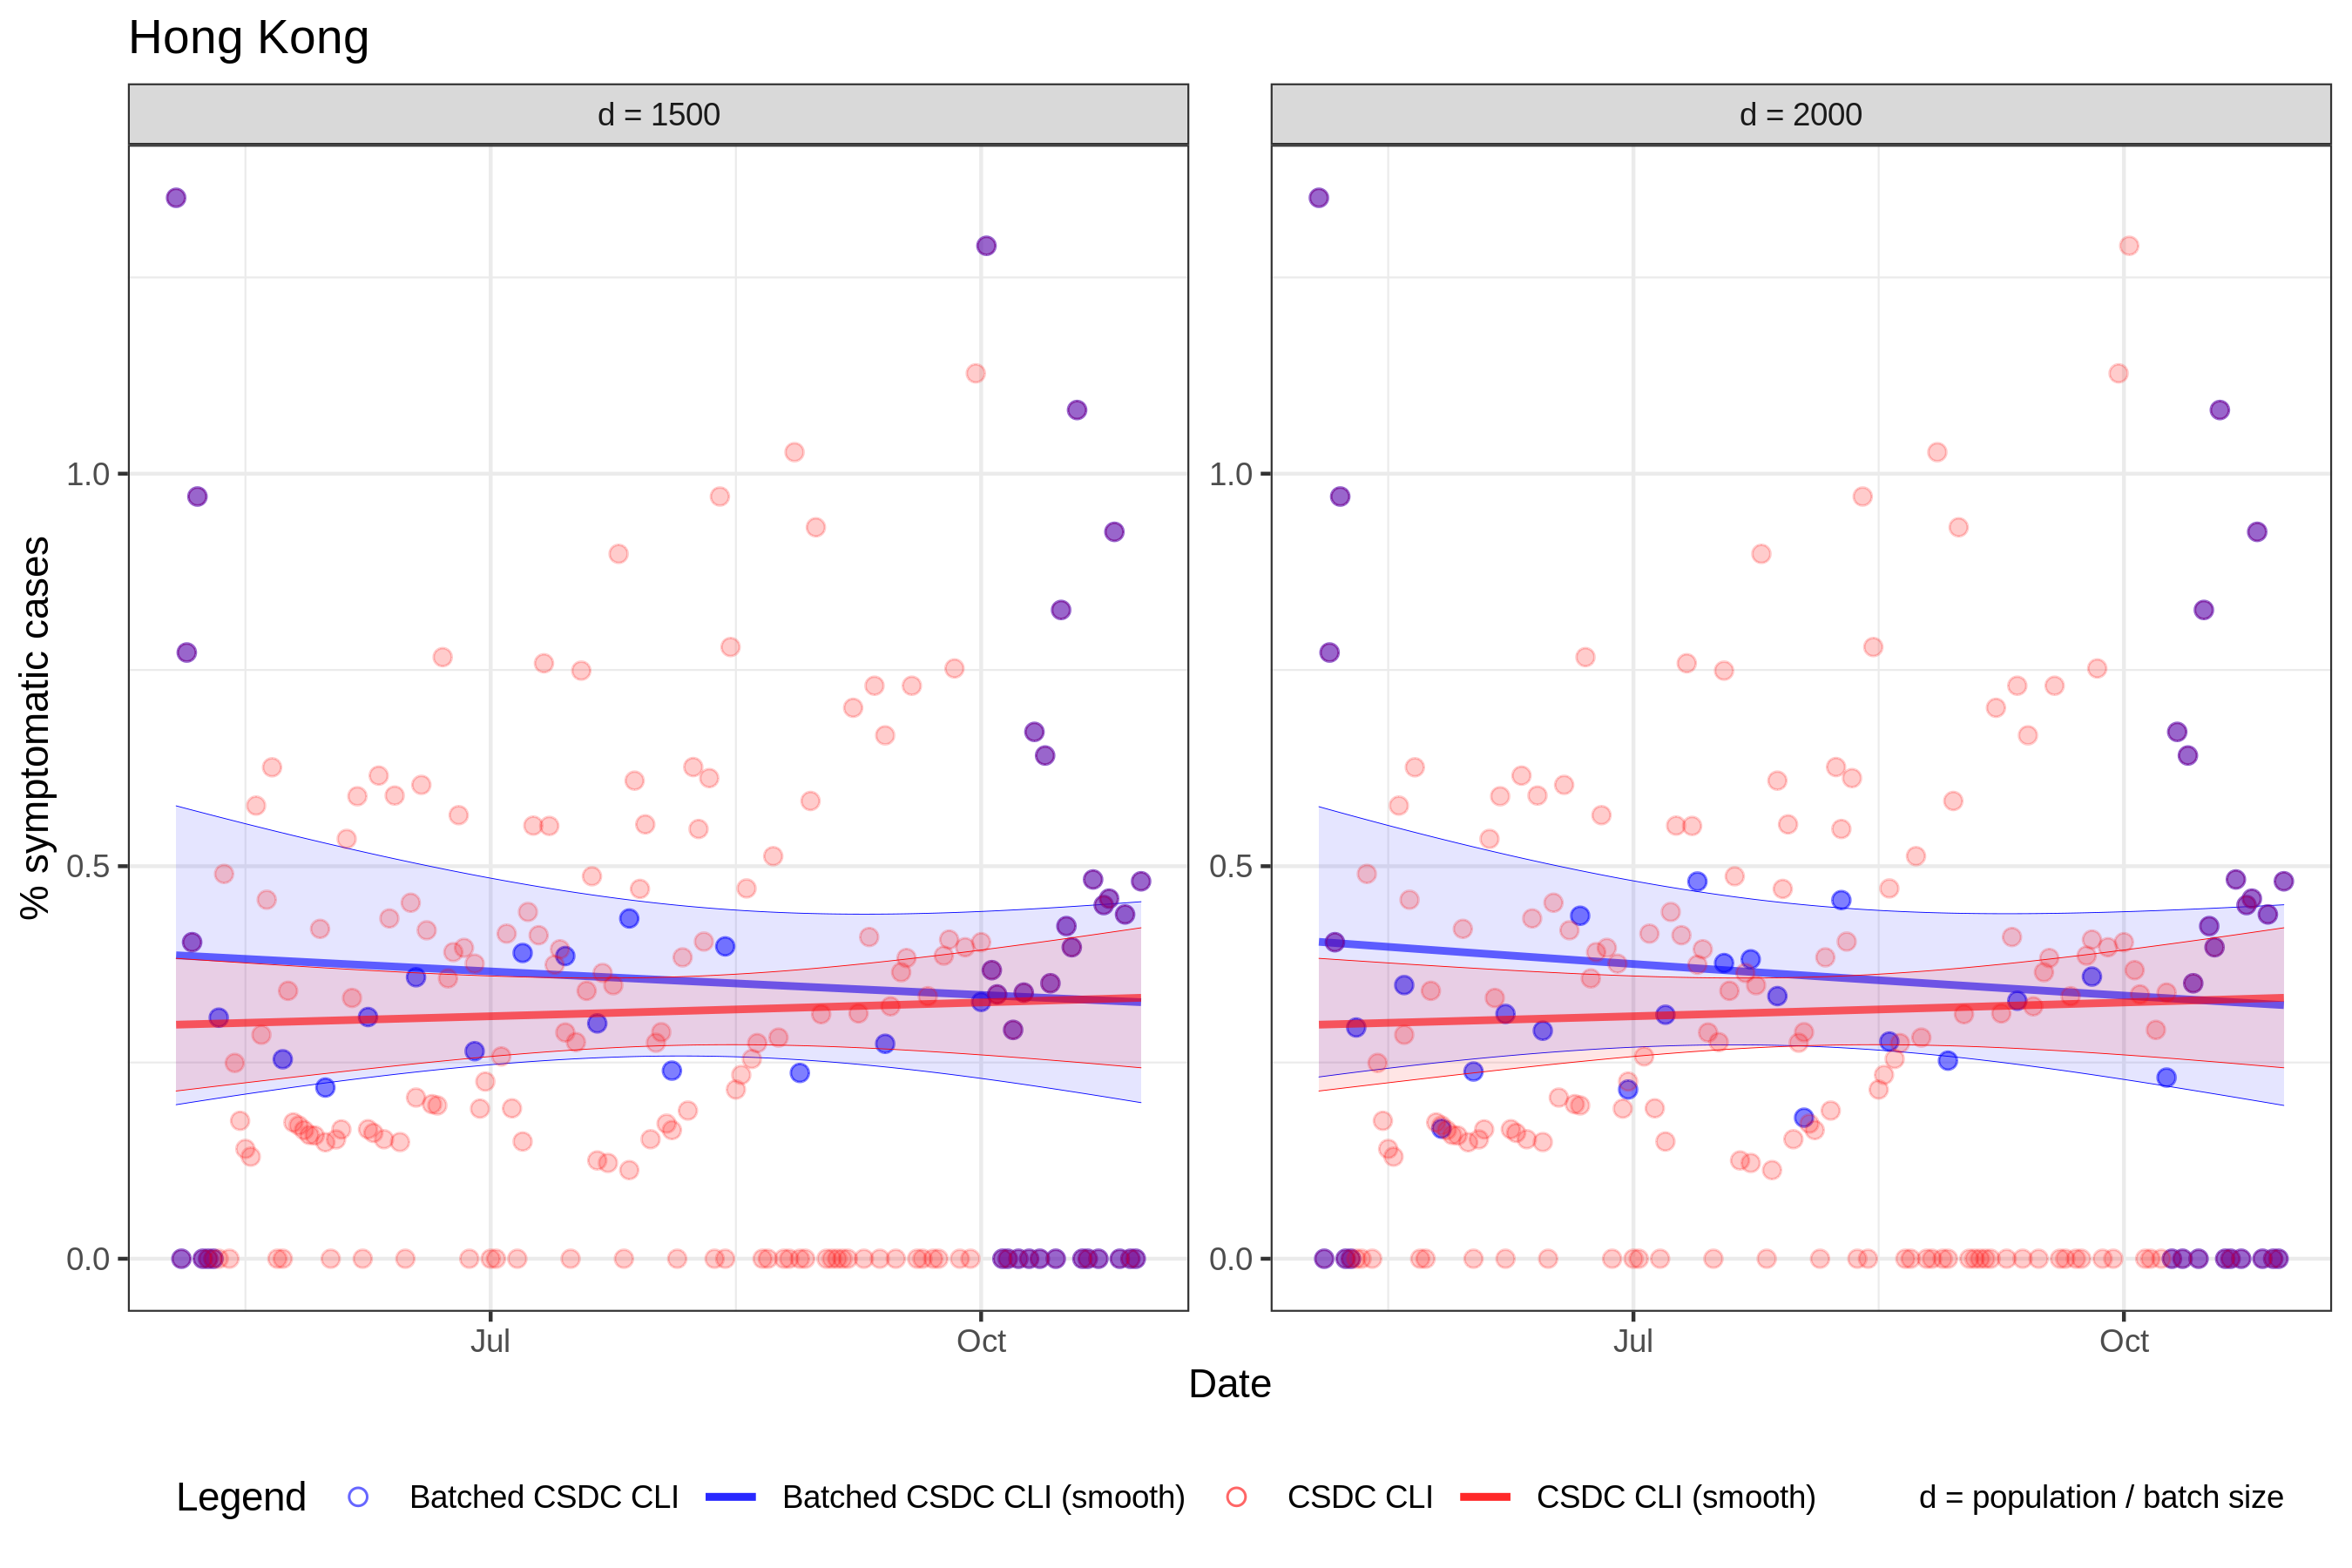 Hong Kong
d = 1500
d = 2000
% symptomatic cases
1.0
0.5
0.0
1.0
0.5
0.0
Jul
Oct
Jul
Oct
Date
Legend
Batched CSDC CLI
Batched CSDC CLI (smooth)
CSDC CLI
CSDC CLI (smooth)
d = population / batch size